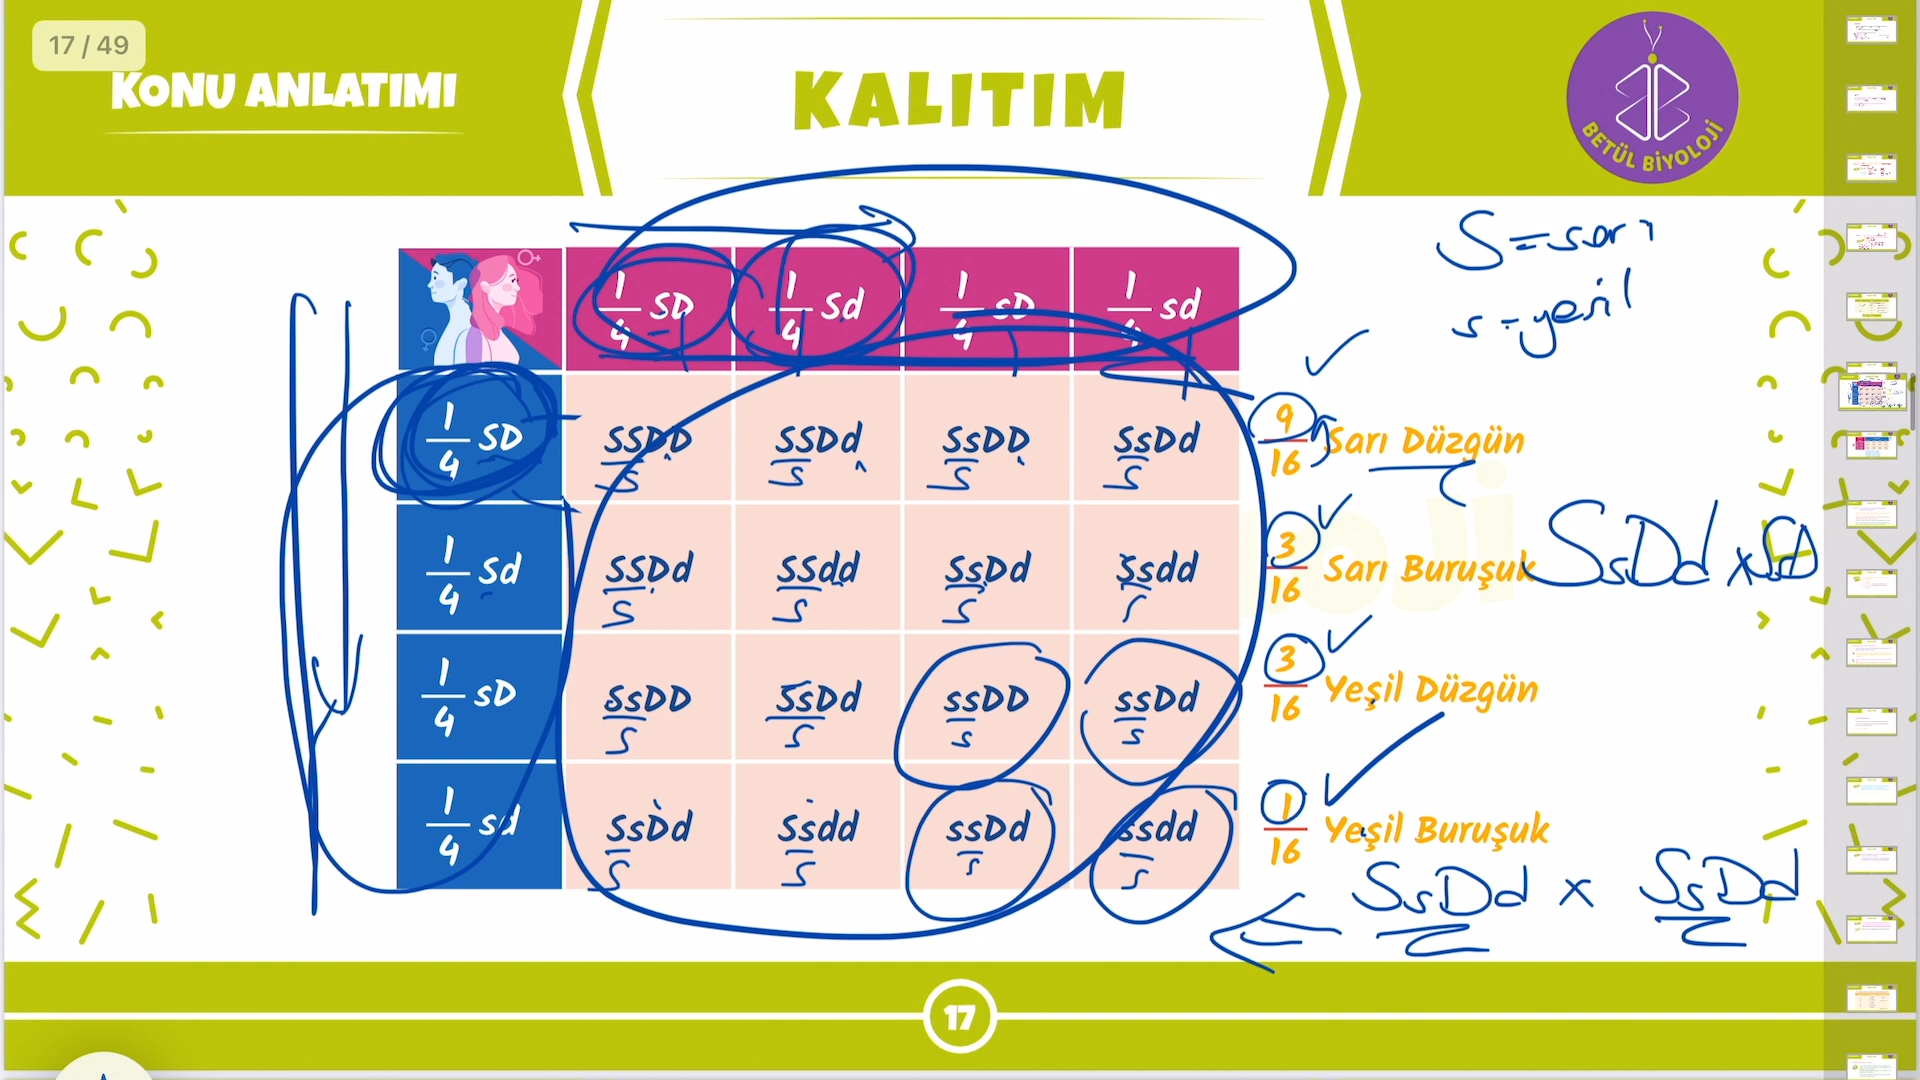 17 / 49
KONU ANLATIMI
KALITIM
BETÜL BİYOLOJİ
S = sarı
s = yeşil
1/4 SD 1/4 Sd 1/4 sD 1/4 sd
1/4 SD SSDD SSDd SsDD SsDd
S S S S
9/16 Sarı Düzgün
1/4 Sd SSDd SSdd SsDd Ssdd
S S S S
3/16 Sarı Buruşuk
SsDd x
1/4 sD SsDD SsDd ssDD ssDd
S S s s
3/16 Yeşil Düzgün
1/4 sd SsDd Ssdd ssDd ssdd
S S s s
1/16 Yeşil Buruşuk
SsDd x SsDd
17